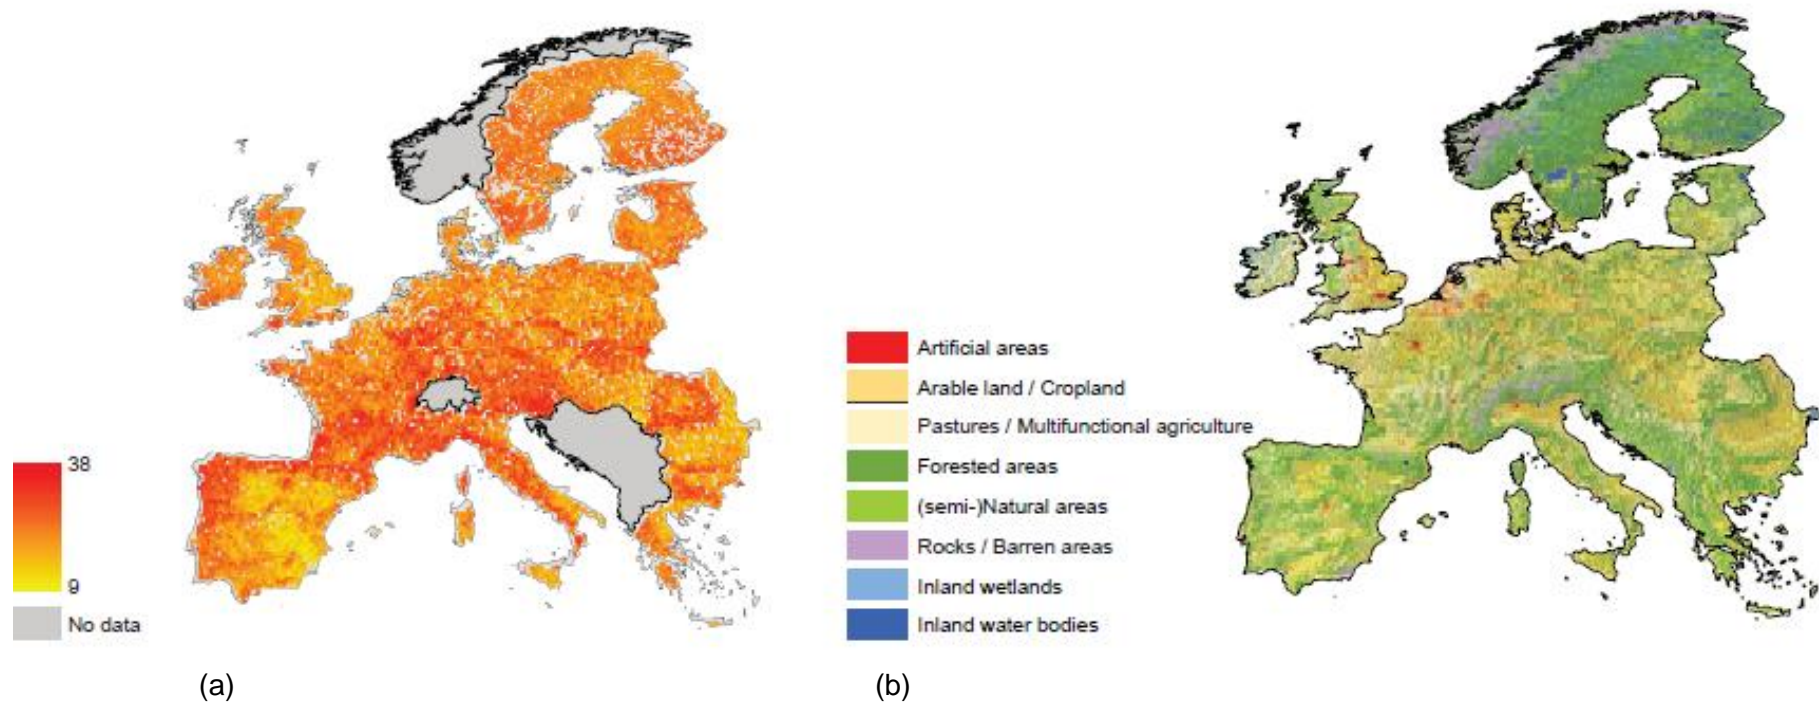 38
9
No data
(a)
Artificial areas
Arable land / Cropland
Pastures / Multifunctional agriculture
Forested areas
(semi-)Natural areas
Rocks / Barren areas
Inland wetlands
Inland water bodies
(b)